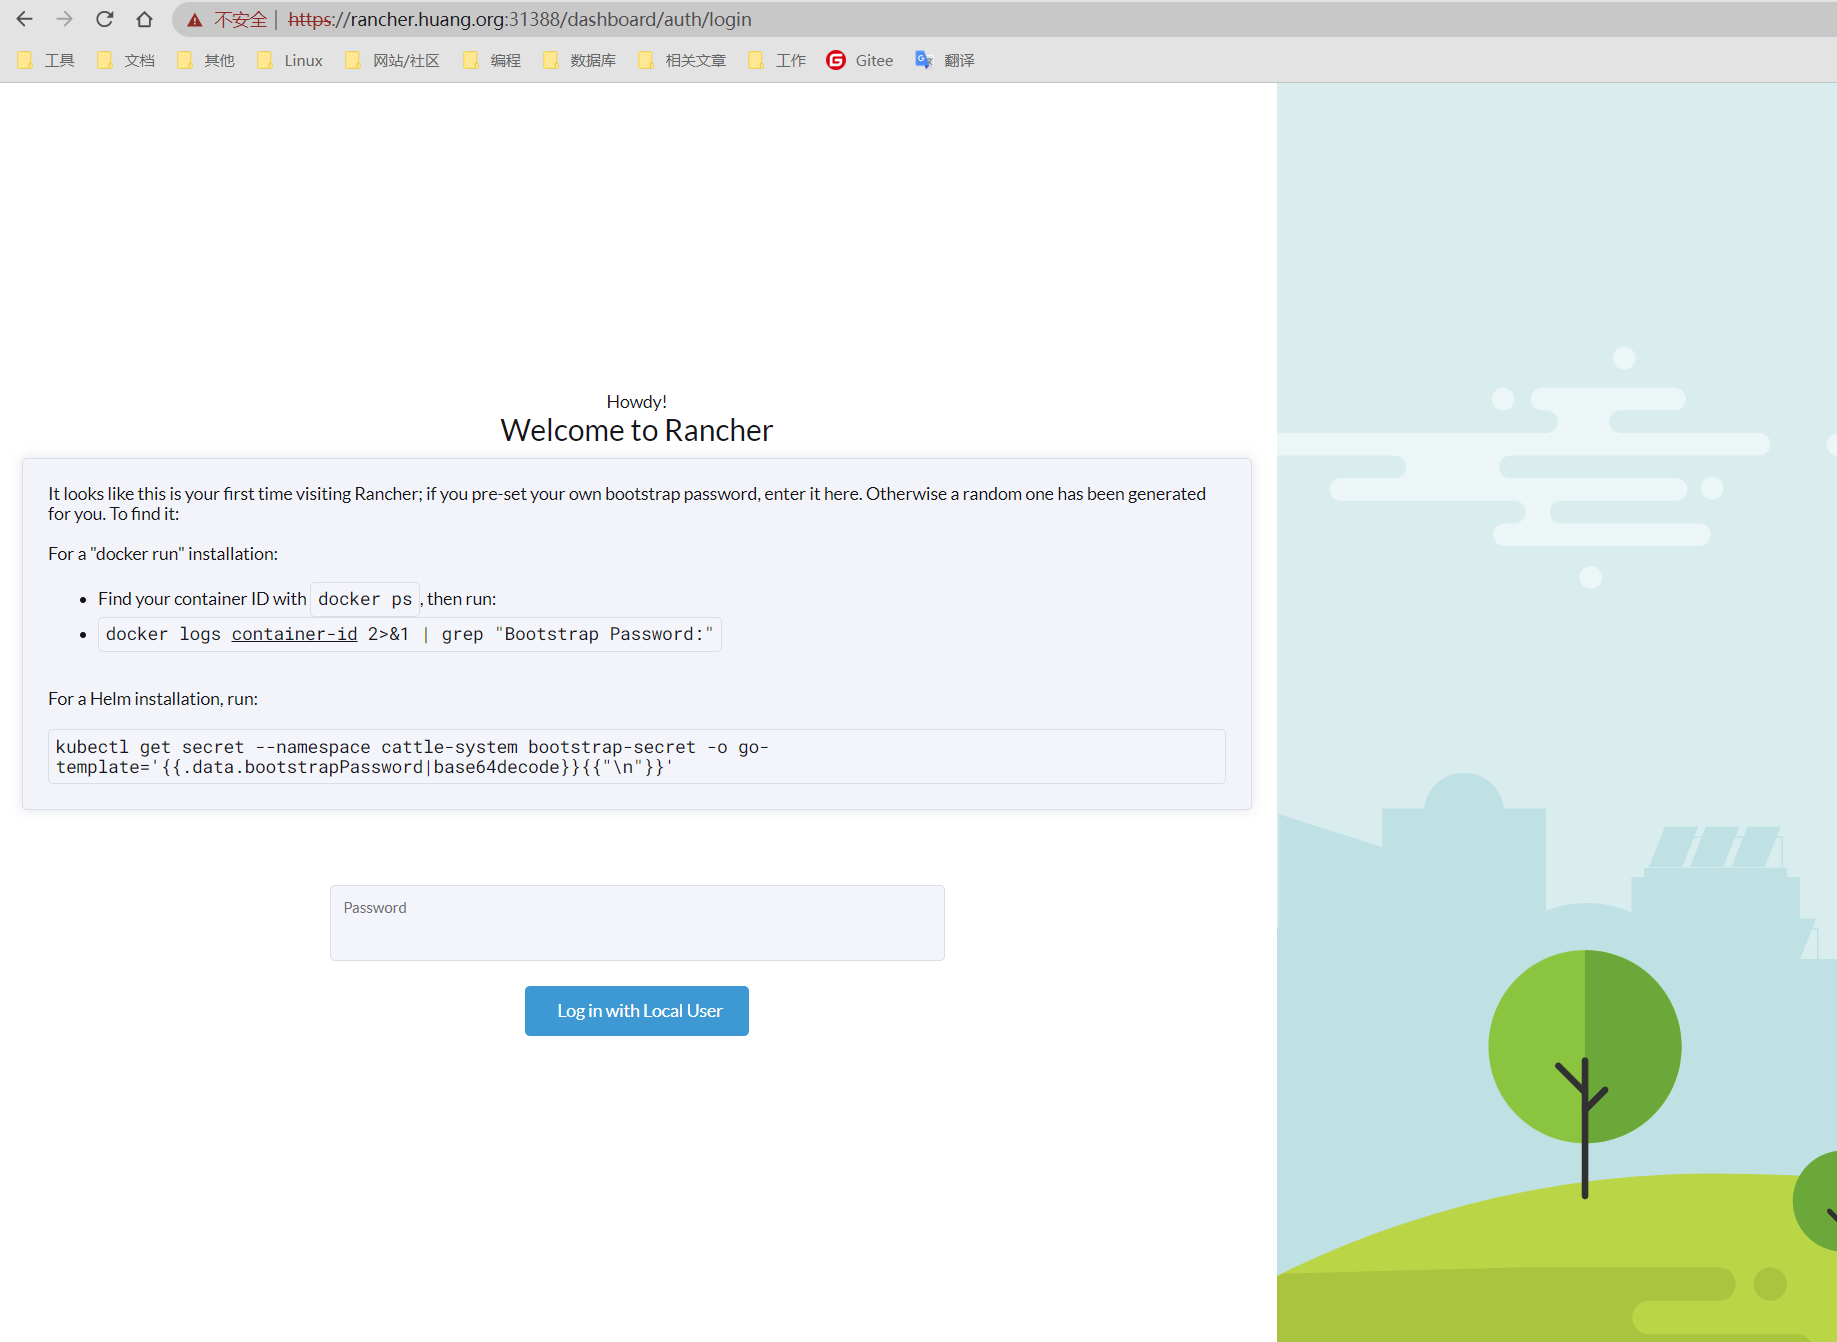 不安全 | https://rancher.huang.org:31388/dashboard/auth/login
工具 文档 其他 Linux 网站/社区 编程 数据库 相关文章 工作 Gitee 翻译
Howdy!
Welcome to Rancher
It looks like this is your first time visiting Rancher; if you pre-set your own bootstrap password, enter it here. Otherwise a random one has been generated
for you. To find it:
For a "docker run" installation:
• Find your container ID with docker ps, then run:
• docker logs container-id 2>&1 | grep "Bootstrap Password:"
For a Helm installation, run:
kubectl get secret --namespace cattle-system bootstrap-secret -o go-
template='{{.data.bootstrapPassword|base64decode}}{{"\n"}}'
Password
Log in with Local User